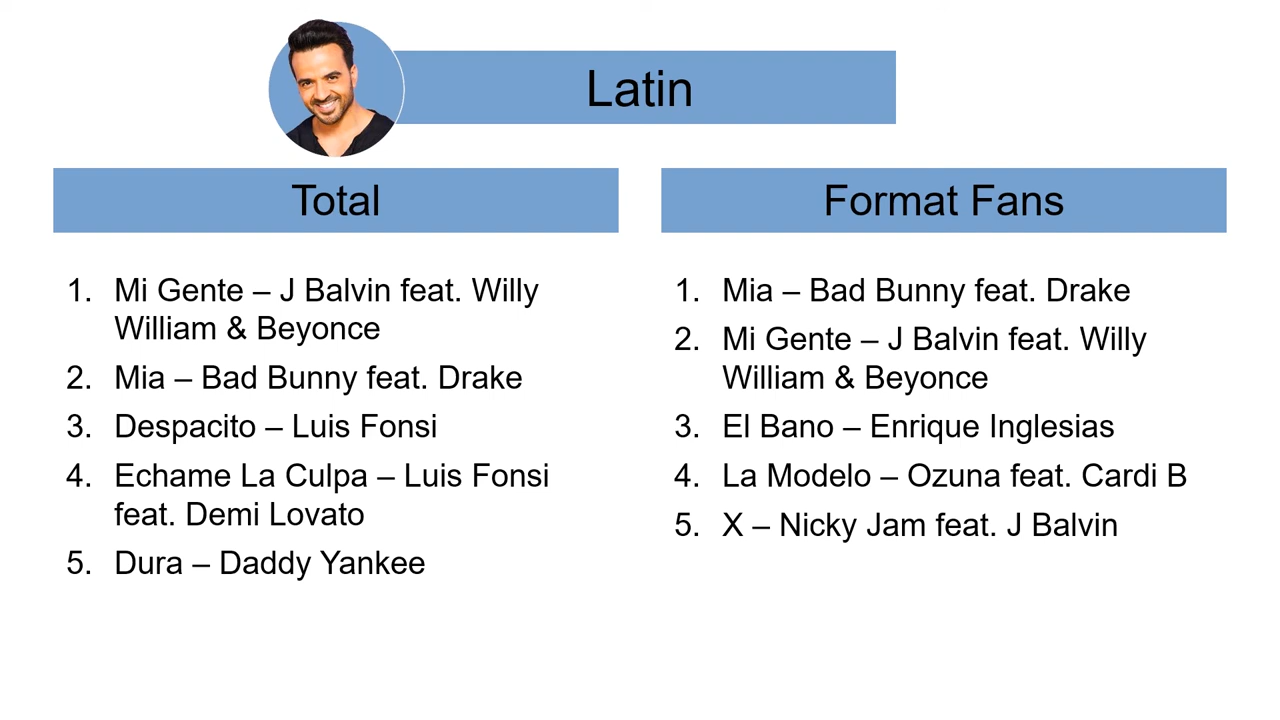 Latin
Total
1. Mi Gente – J Balvin feat. Willy
William & Beyonce
2. Mia – Bad Bunny feat. Drake
3. Despacito – Luis Fonsi
4. Echame La Culpa – Luis Fonsi
feat. Demi Lovato
5. Dura – Daddy Yankee
Format Fans
1. Mia – Bad Bunny feat. Drake
2. Mi Gente – J Balvin feat. Willy
William & Beyonce
3. El Bano – Enrique Inglesias
4. La Modelo – Ozuna feat. Cardi B
5. X – Nicky Jam feat. J Balvin